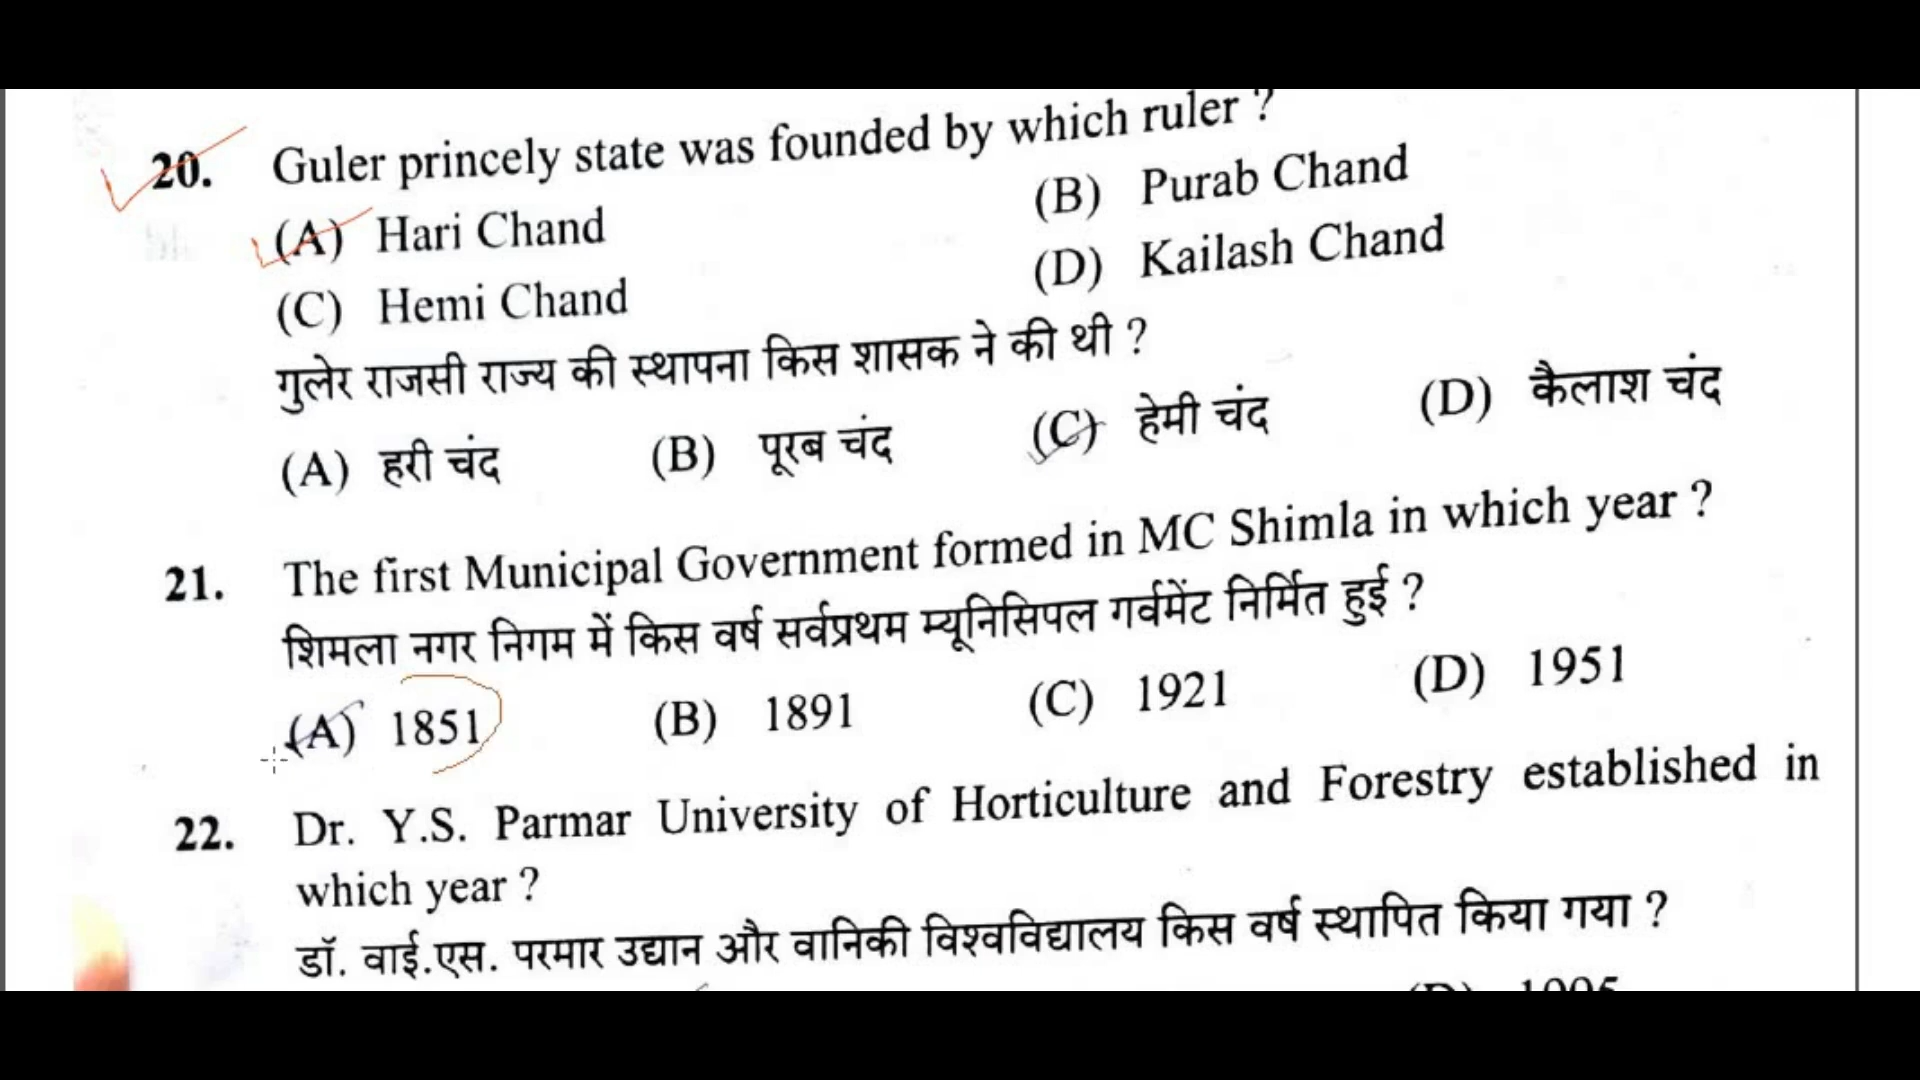 20. Guler princely state was founded by which ruler ?
(A) Hari Chand (B) Purab Chand
(C) Hemi Chand (D) Kailash Chand
गुलेर राजसी राज्य की स्थापना किस शासक ने की थी ?
(A) हरी चंद (B) पूरब चंद (C) हेमी चंद (D) कैलाश चंद
21. The first Municipal Government formed in MC Shimla in which year ?
शिमला नगर निगम में किस वर्ष सर्वप्रथम म्यूनिसिपल गर्वमेंट निर्मित हुई ?
(A) 1851 (B) 1891 (C) 1921 (D) 1951
22. Dr. Y.S. Parmar University of Horticulture and Forestry established in
which year ?
डॉ. वाई.एस. परमार उद्यान और वानिकी विश्वविद्यालय किस वर्ष स्थापित किया गया ?